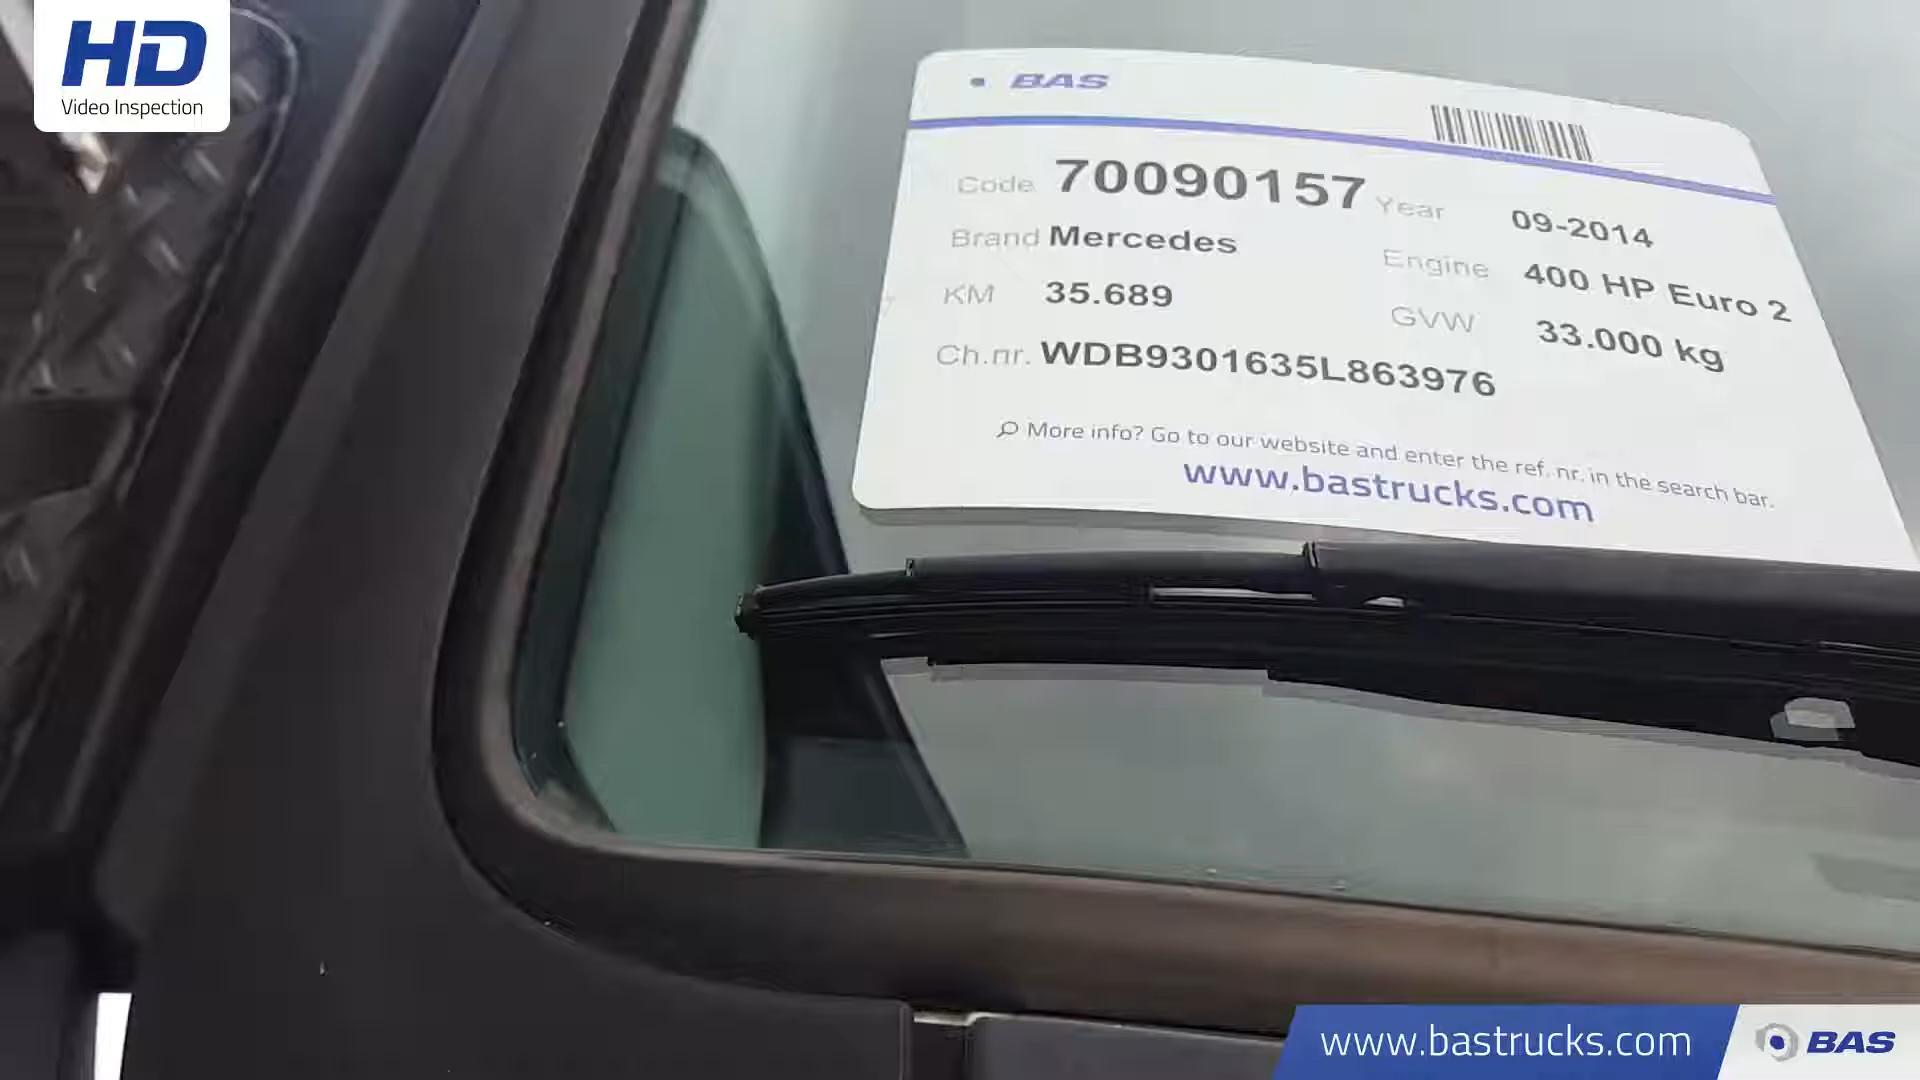 HD
Video Inspection
BAS
Code 70090157 Year 09-2014
Brand Mercedes Engine 400 HP Euro 2
KM 35.689 GVW 33.000 kg
Ch.nr. WDB9301635L863976
More info? Go to our website and enter the ref. nr. in the search bar.
www.bastrucks.com
www.bastrucks.com BAS